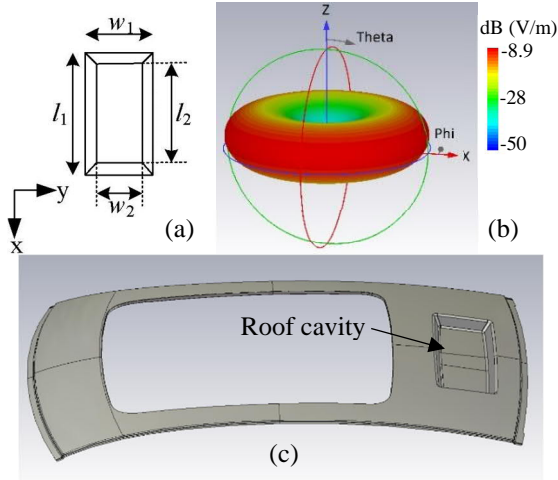 w₁
l₁
l₂
w₂
y
x
(a)
Z
Theta
Phi
X
(b)
dB (V/m)
-8.9
-28
-50
Roof cavity
(c)